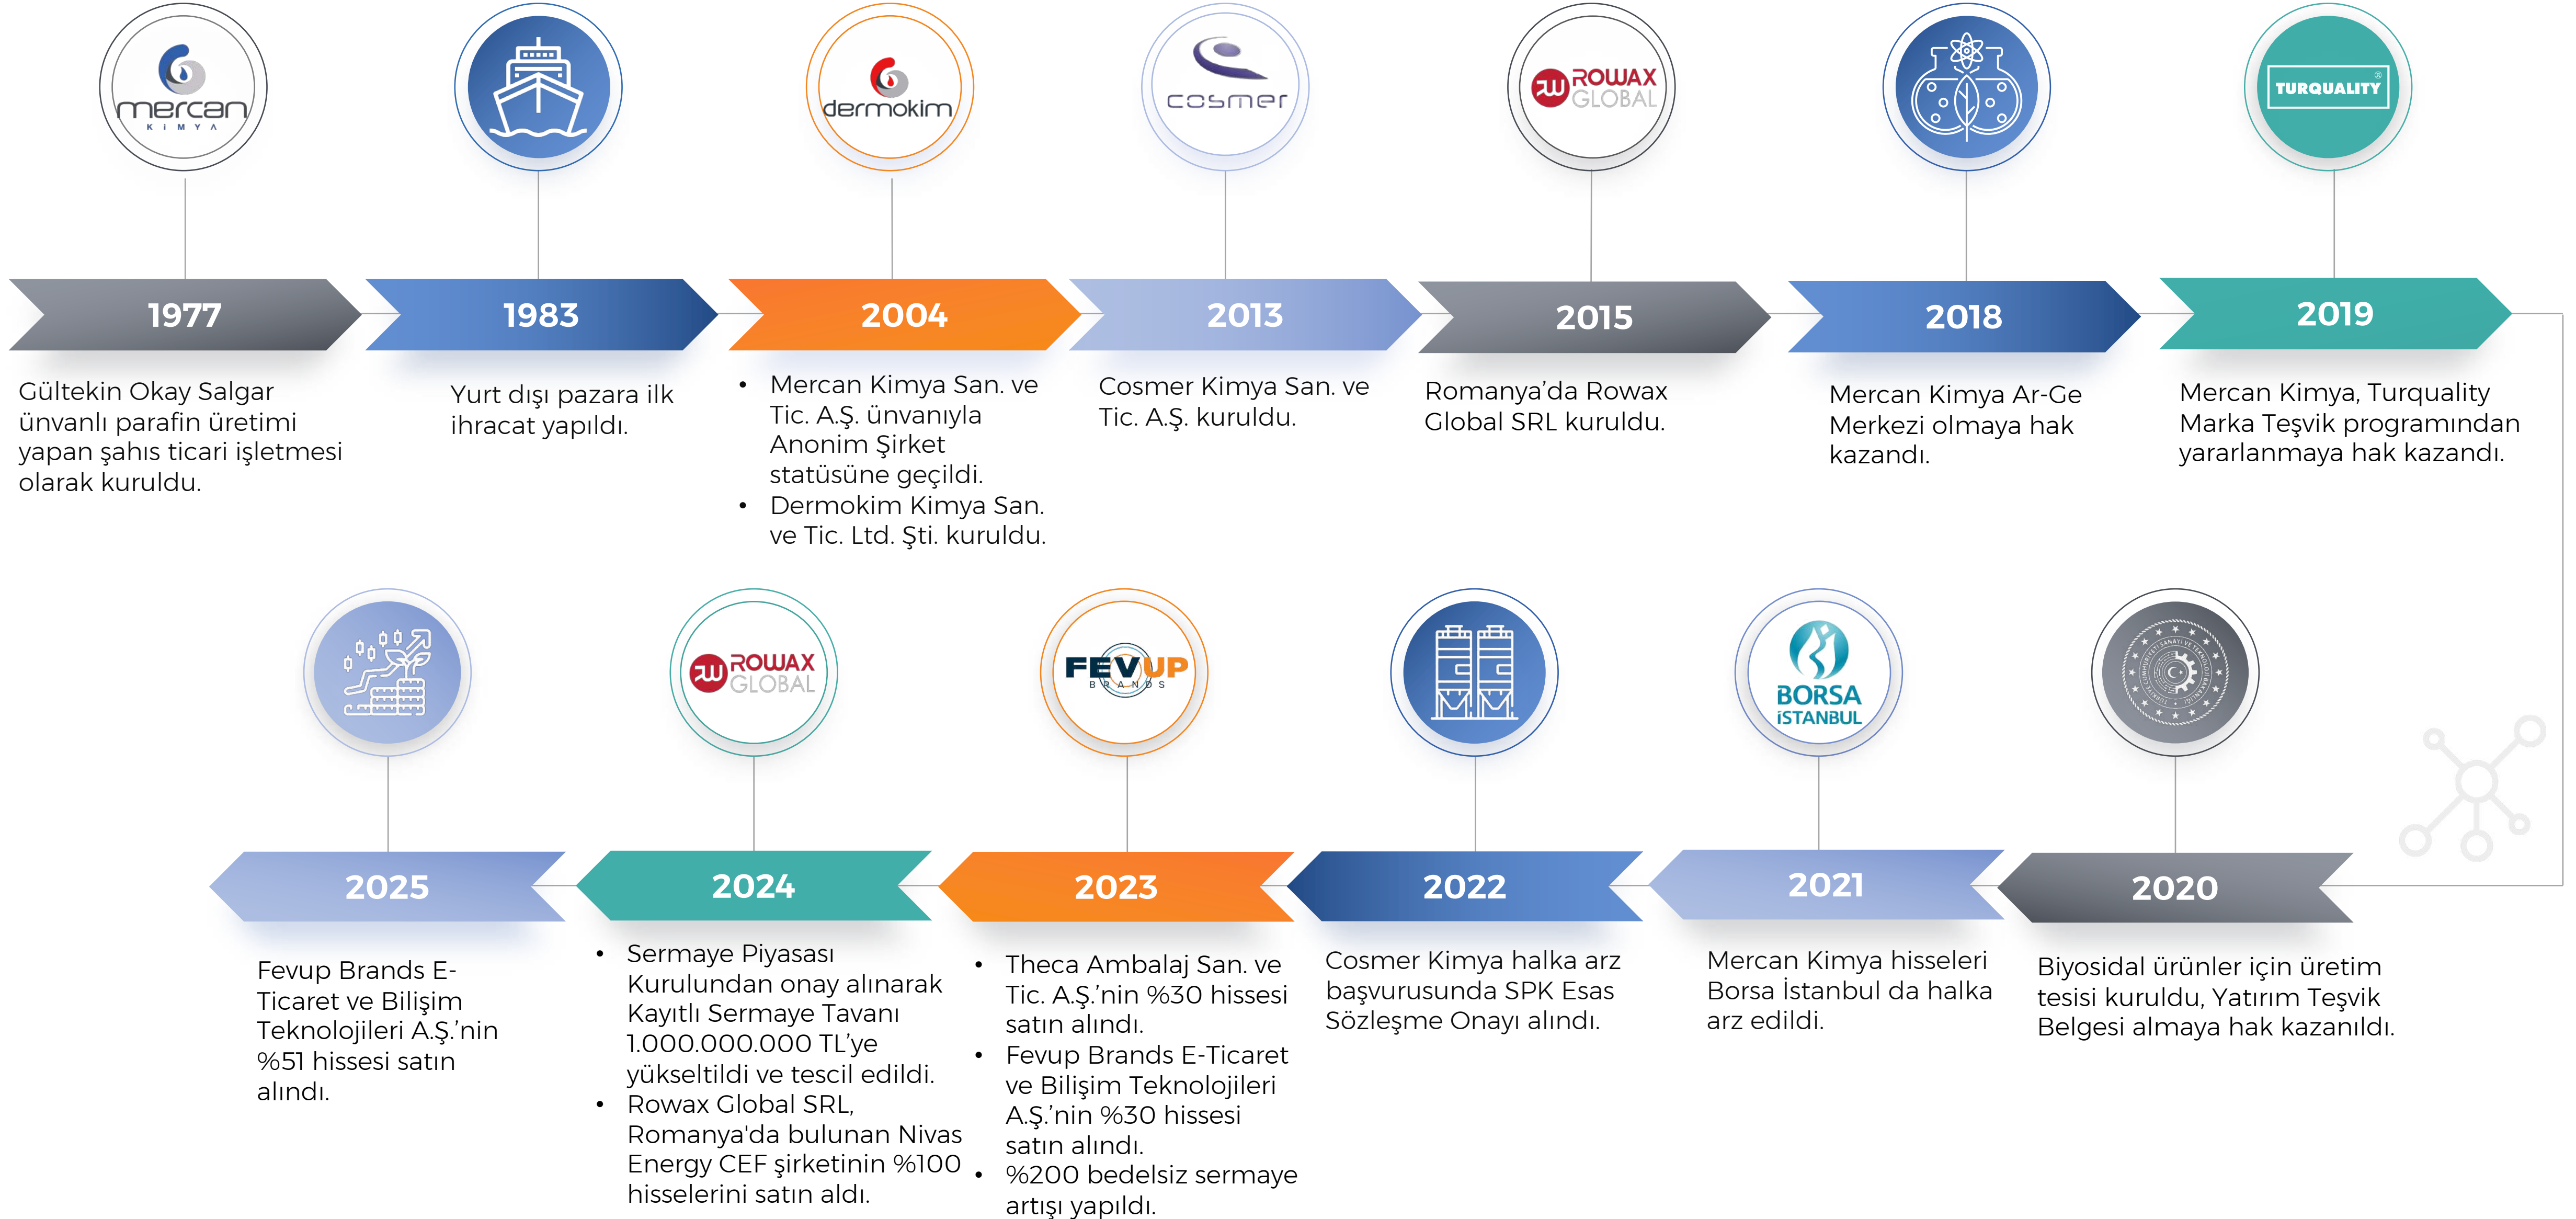 mercan
KİMYA
dermokim
cosmer
ROWAX
GLOBAL
TURQUALITY®
1977
Gültekin Okay Salgar
ünvanlı parafin üretimi
yapan şahıs ticari işletmesi
olarak kuruldu.
1983
Yurt dışı pazara ilk
ihracat yapıldı.
2004
• Mercan Kimya San. ve
Tic. A.Ş. ünvanıyla
Anonim Şirket
statüsüne geçildi.
• Dermokim Kimya San.
ve Tic. Ltd. Şti. kuruldu.
2013
Cosmer Kimya San. ve
Tic. A.Ş. kuruldu.
2015
Romanya’da Rowax
Global SRL kuruldu.
2018
Mercan Kimya Ar-Ge
Merkezi olmaya hak
kazandı.
2019
Mercan Kimya, Turquality
Marka Teşvik programından
yararlanmaya hak kazandı.
TÜRKİYE CUMHURİYETİ SANAYİ VE TEKNOLOJİ BAKANLIĞI
2020
Biyosidal ürünler için üretim
tesisi kuruldu, Yatırım Teşvik
Belgesi almaya hak kazanıldı.
BORSA
İSTANBUL
2021
Mercan Kimya hisseleri
Borsa İstanbul da halka
arz edildi.
2022
Cosmer Kimya halka arz
başvurusunda SPK Esas
Sözleşme Onayı alındı.
FEVUP
BRANDS
2023
• Theca Ambalaj San. ve
Tic. A.Ş.’nin %30 hissesi
satın alındı.
• Fevup Brands E-Ticaret
ve Bilişim Teknolojileri
A.Ş.’nin %30 hissesi
satın alındı.
• %200 bedelsiz sermaye
artışı yapıldı.
ROWAX
GLOBAL
2024
• Sermaye Piyasası
Kurulundan onay alınarak
Kayıtlı Sermaye Tavanı
1.000.000.000 TL’ye
yükseltildi ve tescil edildi.
• Rowax Global SRL,
Romanya'da bulunan Nivas
Energy CEF şirketinin %100
hisselerini satın aldı.
2025
Fevup Brands E-
Ticaret ve Bilişim
Teknolojileri A.Ş.’nin
%51 hissesi satın
alındı.